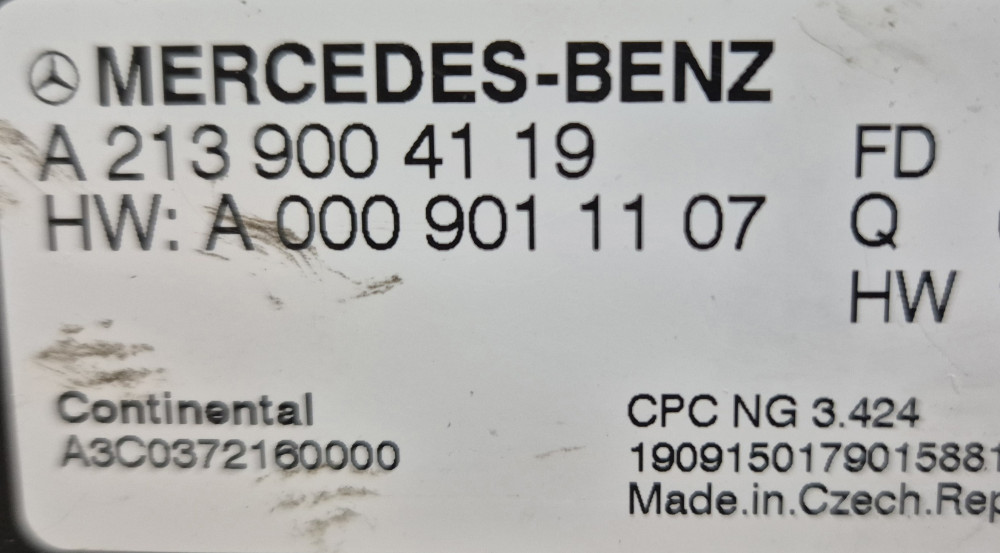 MERCEDES-BENZ
A 213 900 41 19 FD
HW: A 000 901 11 07 Q
HW
Continental CPC NG 3.424
A3C0372160000 1909150179015881
Made.in.Czech.Rep